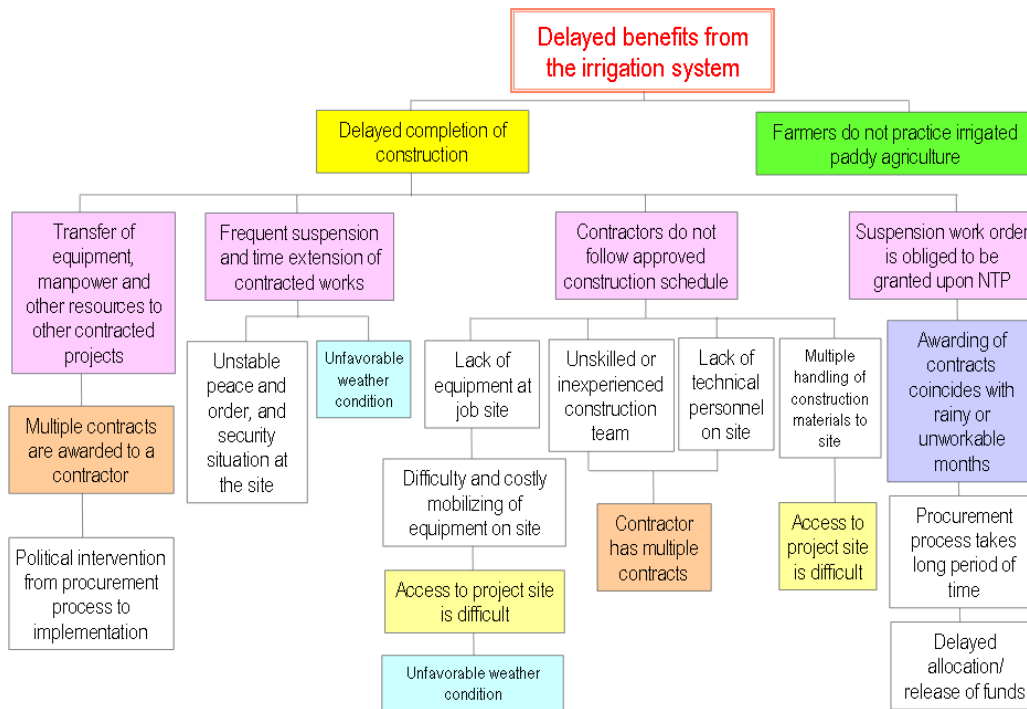 Delayed benefits from
the irrigation system
Delayed completion of
construction
Farmers do not practice irrigated
paddy agriculture
Transfer of
equipment,
manpower and
other resources to
other contracted
projects
Frequent suspension
and time extension of
contracted works
Contractors do not
follow approved
construction schedule
Suspension work order
is obliged to be
granted upon NTP
Unstable
peace and
order, and
security
situation at
the site
Unfavorable
weather
condition
Lack of
equipment at
job site
Unskilled or
inexperienced
construction
team
Lack of
technical
personnel
on site
Multiple
handling of
construction
materials to
site
Awarding of
contracts
coincides with
rainy or
unworkable
months
Multiple contracts
are awarded to a
contractor
Difficulty and costly
mobilizing of
equipment on site
Contractor
has multiple
contracts
Access to
project site
is difficult
Procurement
process takes
long period of
time
Political intervention
from procurement
process to
implementation
Access to project site
is difficult
Delayed
allocation/
release of funds
Unfavorable weather
condition